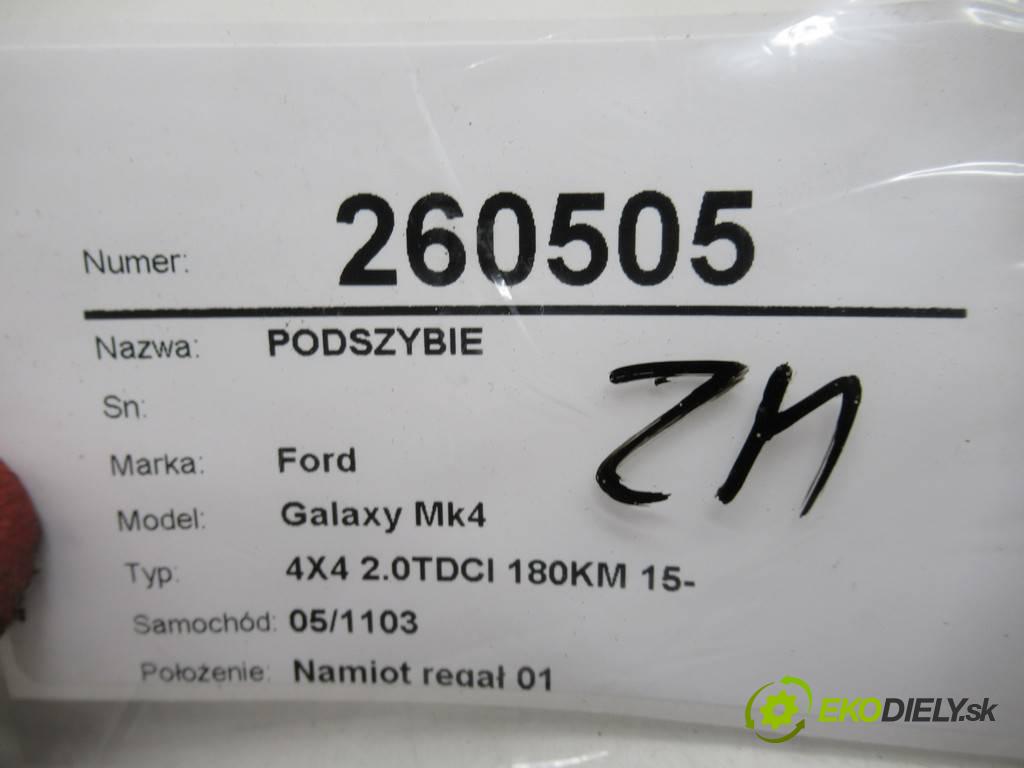 Numer: 260505
Nazwa: PODSZYBIE
Sn:
ZM
Marka: Ford
Model: Galaxy Mk4
Typ: 4X4 2.0TDCI 180KM 15-
Samochód: 05/1103
Położenie: Namiot regał 01
EKODIELY.sk